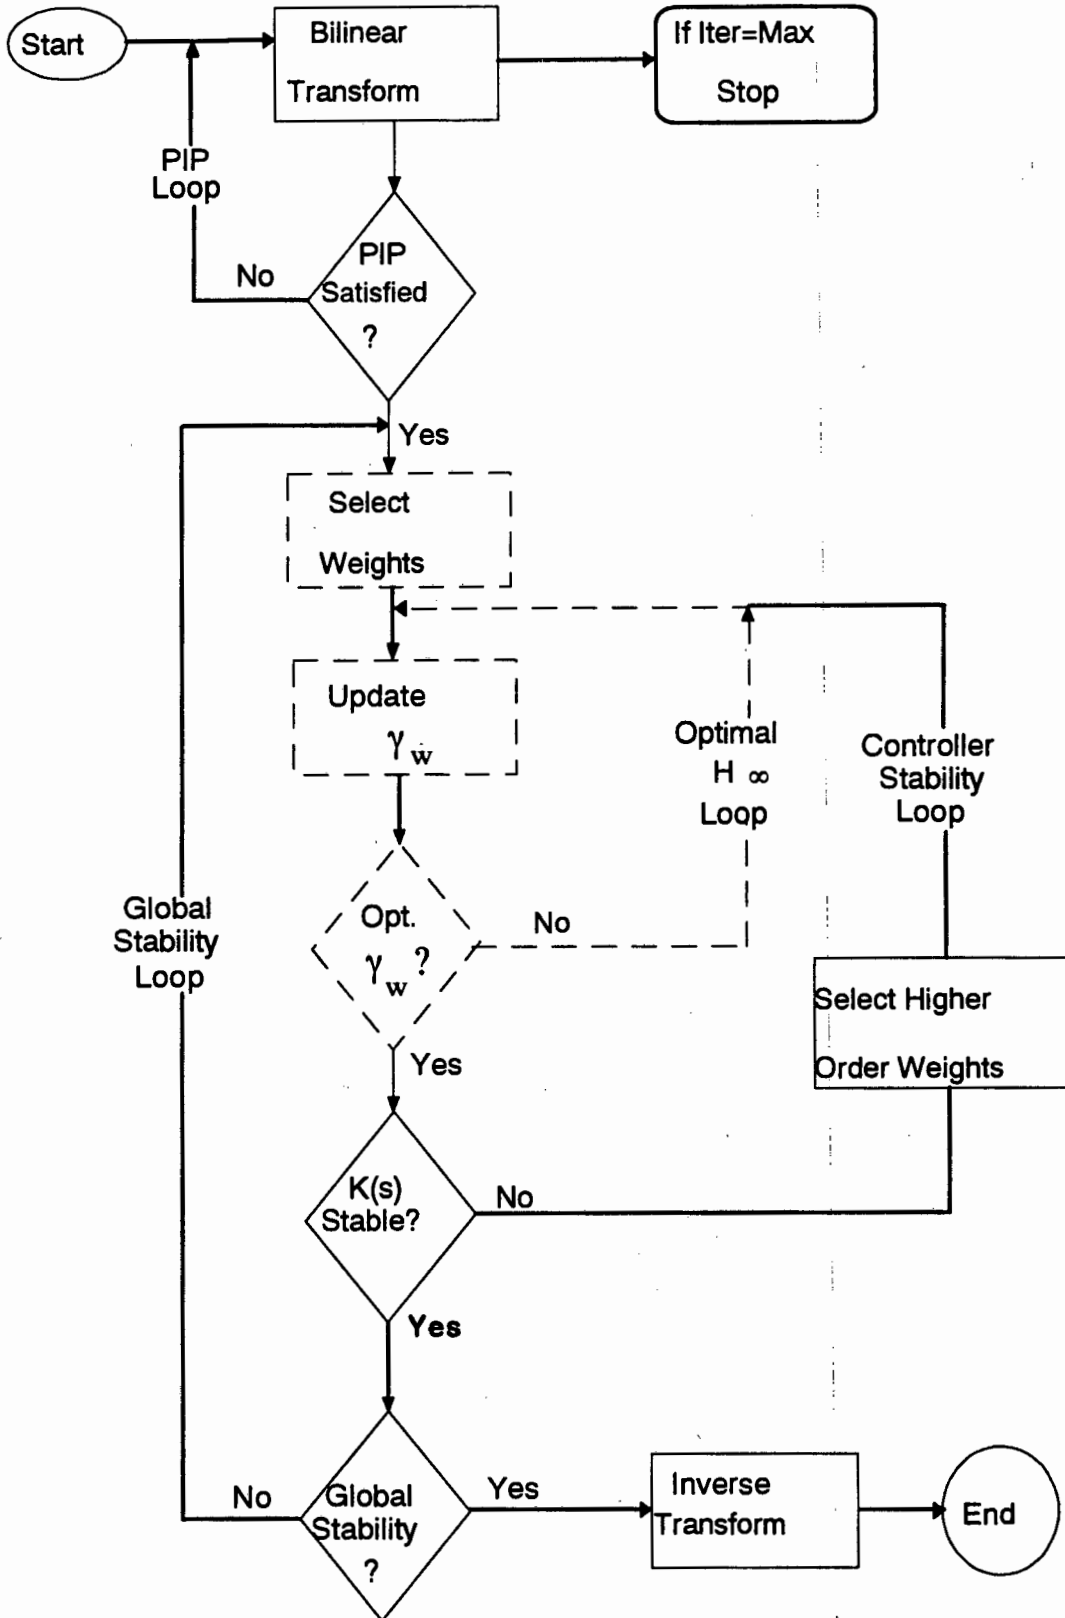 Start
Bilinear
Transform
If Iter=Max
Stop
PIP
Loop
No
PIP
Satisfied
?
Yes
Select
Weights
Update
γw
Optimal
H ∞
Loop
Controller
Stability
Loop
Global
Stability
Loop
Opt.
γw ?
No
Yes
Select Higher
Order Weights
K(s)
Stable?
No
Yes
No
Global
Stability
?
Yes
Inverse
Transform
End